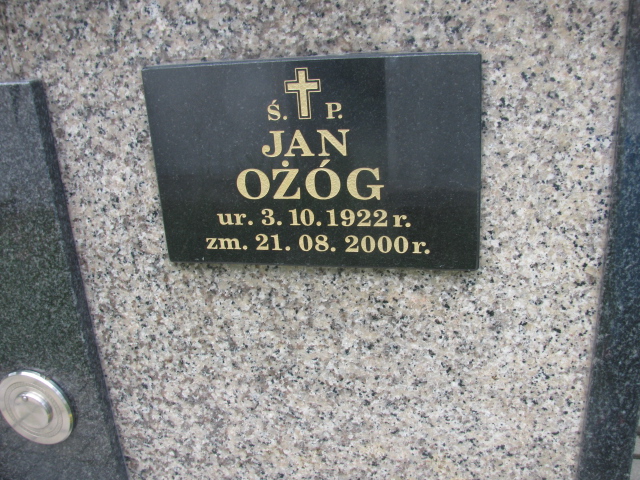 Ś. P.
JAN
OŻÓG
ur. 3. 10. 1922 r.
zm. 21. 08. 2000 r.